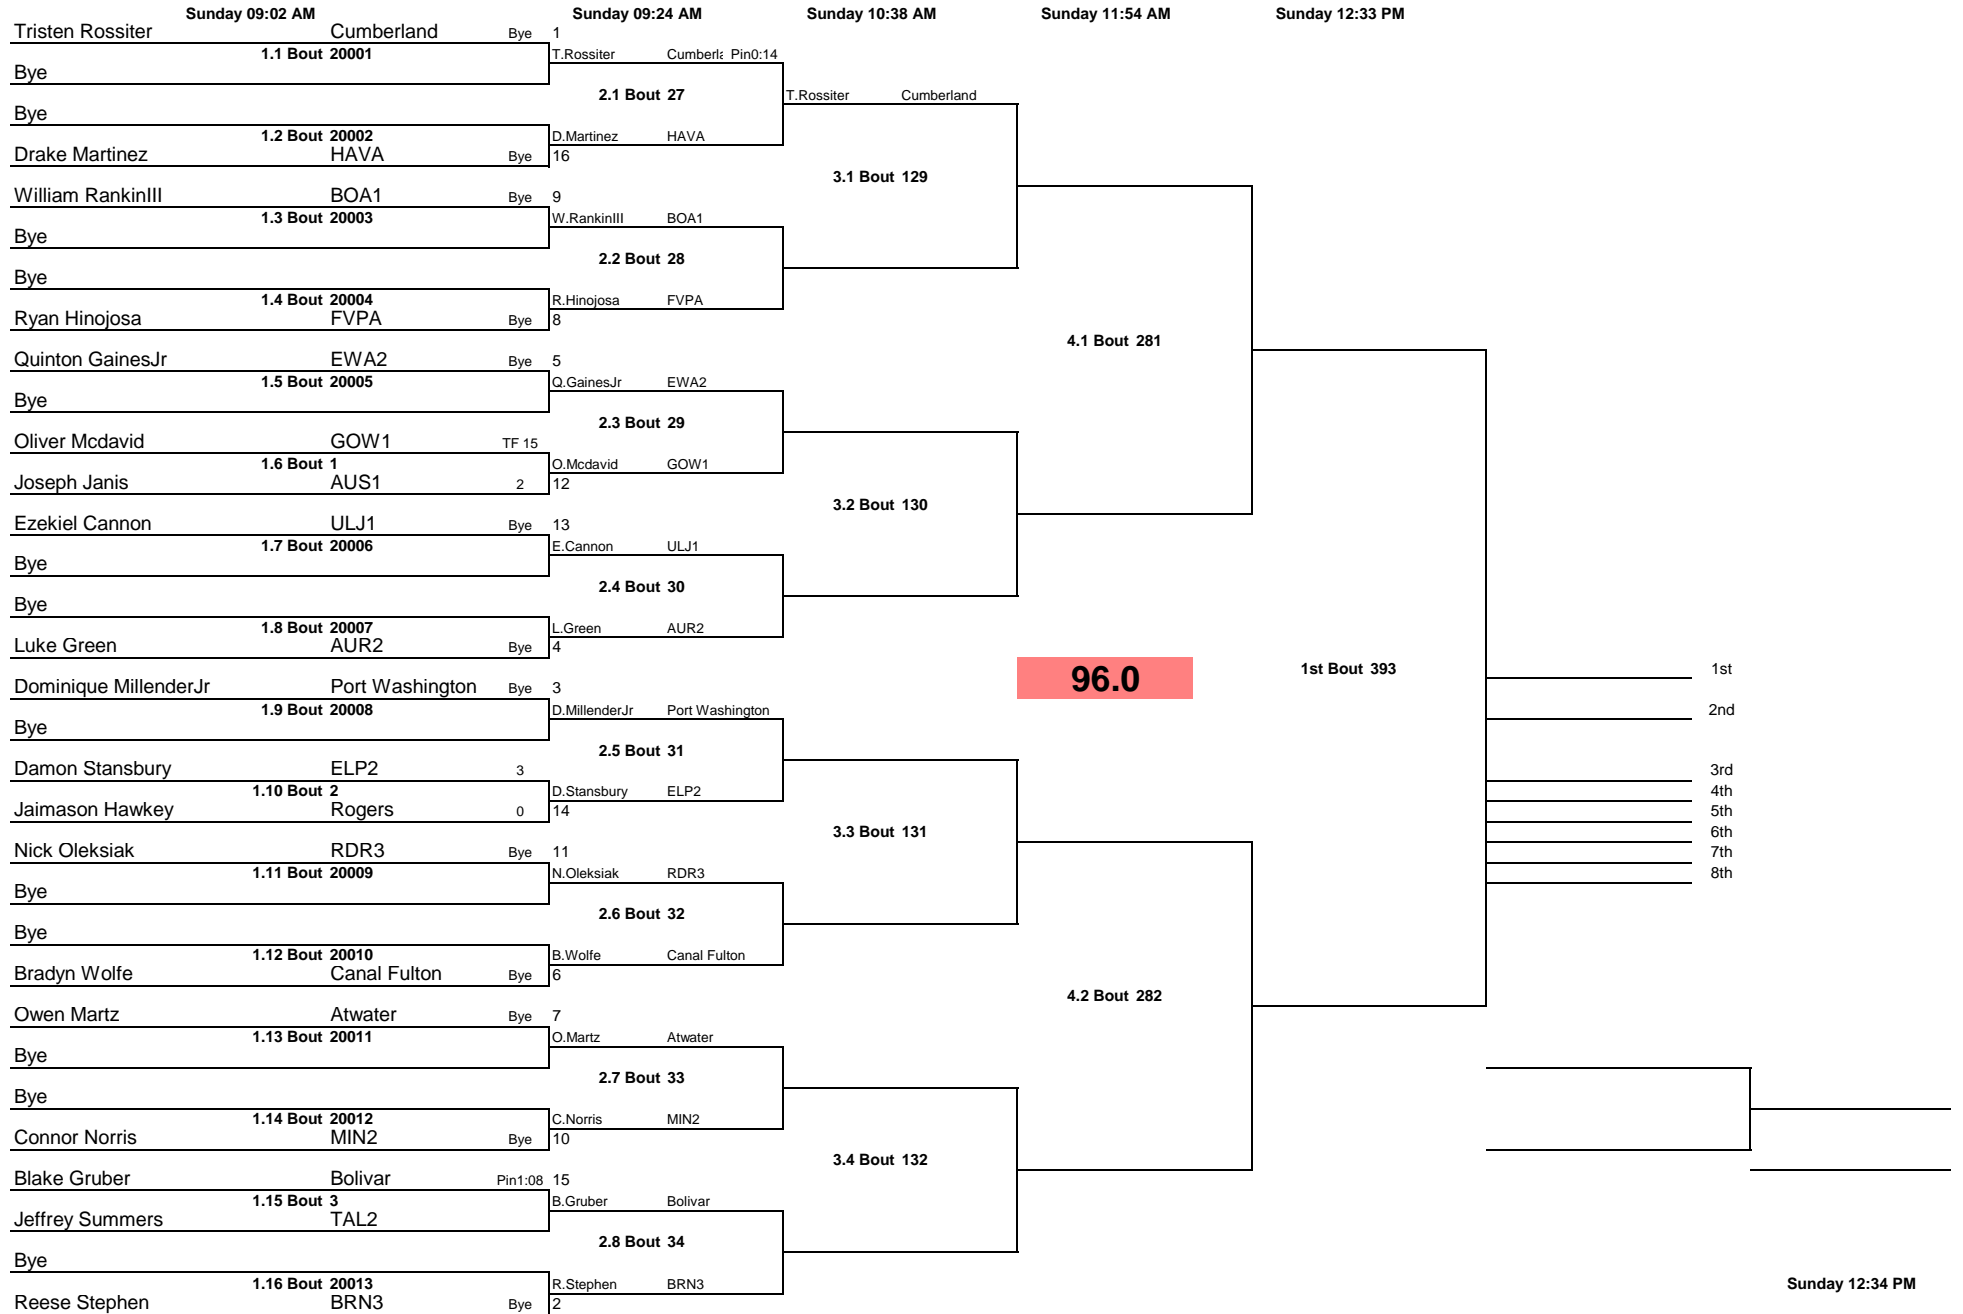 Sunday 09:02 AM Sunday 09:24 AM Sunday 10:38 AM Sunday 11:54 AM Sunday 12:33 PM
Tristen Rossiter Cumberland Bye 1
1.1 Bout 20001 T.Rossiter Cumberla Pin0:14
Bye
2.1 Bout 27 T.Rossiter Cumberland
Bye
1.2 Bout 20002 D.Martinez HAVA
Drake Martinez HAVA Bye 16
3.1 Bout 129
William RankinIII BOA1 Bye 9
1.3 Bout 20003 W.RankinIII BOA1
Bye
2.2 Bout 28
Bye
1.4 Bout 20004 R.Hinojosa FVPA
Ryan Hinojosa FVPA Bye 8
4.1 Bout 281
Quinton GainesJr EWA2 Bye 5
1.5 Bout 20005 Q.GainesJr EWA2
Bye
2.3 Bout 29
Oliver Mcdavid GOW1 TF 15
1.6 Bout 1 O.Mcdavid GOW1
Joseph Janis AUS1 2 12
3.2 Bout 130
Ezekiel Cannon ULJ1 Bye 13
1.7 Bout 20006 E.Cannon ULJ1
Bye
2.4 Bout 30
Bye
1.8 Bout 20007 L.Green AUR2
Luke Green AUR2 Bye 4
96.0 1st Bout 393 1st
Dominique MillenderJr Port Washington Bye 3
1.9 Bout 20008 D.MillenderJr Port Washington 2nd
Bye
2.5 Bout 31
Damon Stansbury ELP2 3 3rd
1.10 Bout 2 D.Stansbury ELP2 4th
Jaimason Hawkey Rogers 0 14 5th
3.3 Bout 131 6th
Nick Oleksiak RDR3 Bye 11 7th
1.11 Bout 20009 N.Oleksiak RDR3 8th
Bye
2.6 Bout 32
Bye
1.12 Bout 20010 B.Wolfe Canal Fulton
Bradyn Wolfe Canal Fulton Bye 6
4.2 Bout 282
Owen Martz Atwater Bye 7
1.13 Bout 20011 O.Martz Atwater
Bye
2.7 Bout 33
Bye
1.14 Bout 20012 C.Norris MIN2
Connor Norris MIN2 Bye 10
3.4 Bout 132
Blake Gruber Bolivar Pin1:08 15
1.15 Bout 3 B.Gruber Bolivar
Jeffrey Summers TAL2
2.8 Bout 34
Bye
1.16 Bout 20013 R.Stephen BRN3 Sunday 12:34 PM
Reese Stephen BRN3 Bye 2